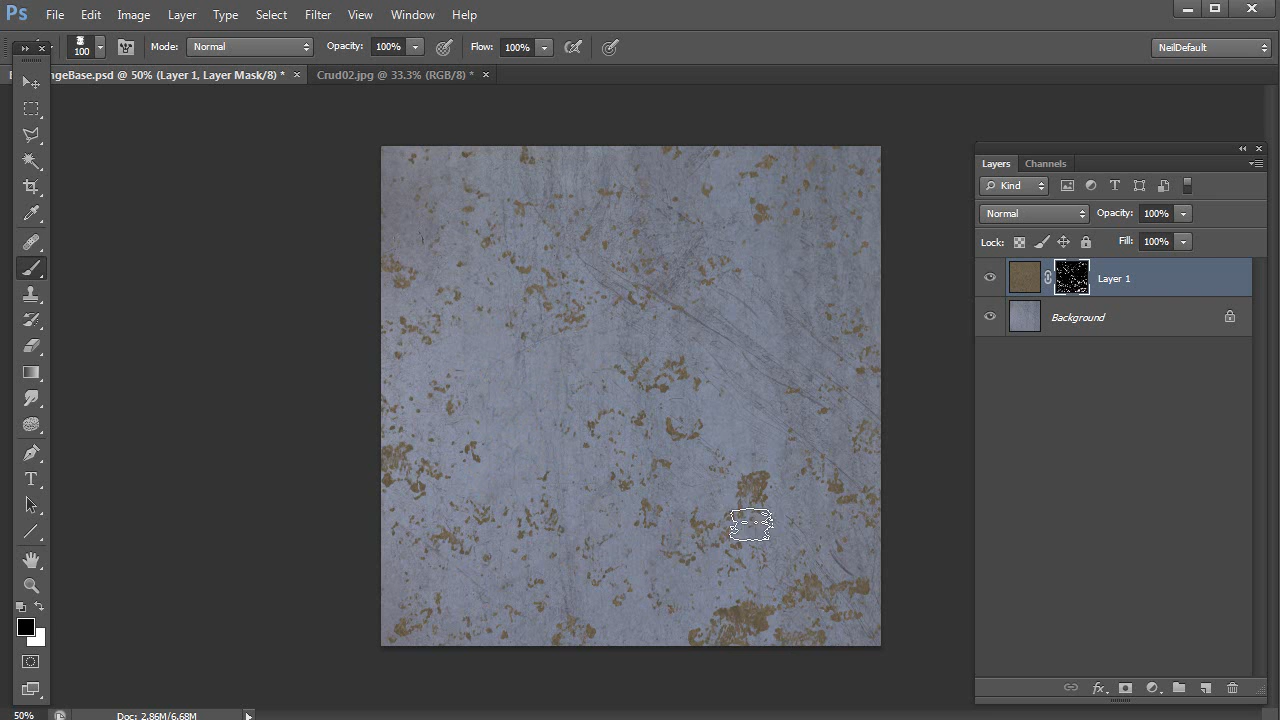 Ps File Edit Image Layer Type Select Filter View Window Help
100 Mode: Normal Opacity: 100% Flow: 100% NeilDefault
ngeBase.psd @ 50% (Layer 1, Layer Mask/8) * × Crud02.jpg @ 33.3% (RGB/8) * ×
Layers Channels
Kind
Normal Opacity: 100%
Lock: Fill: 100%
Layer 1
Background
50% Doc: 2.86M/6.68M